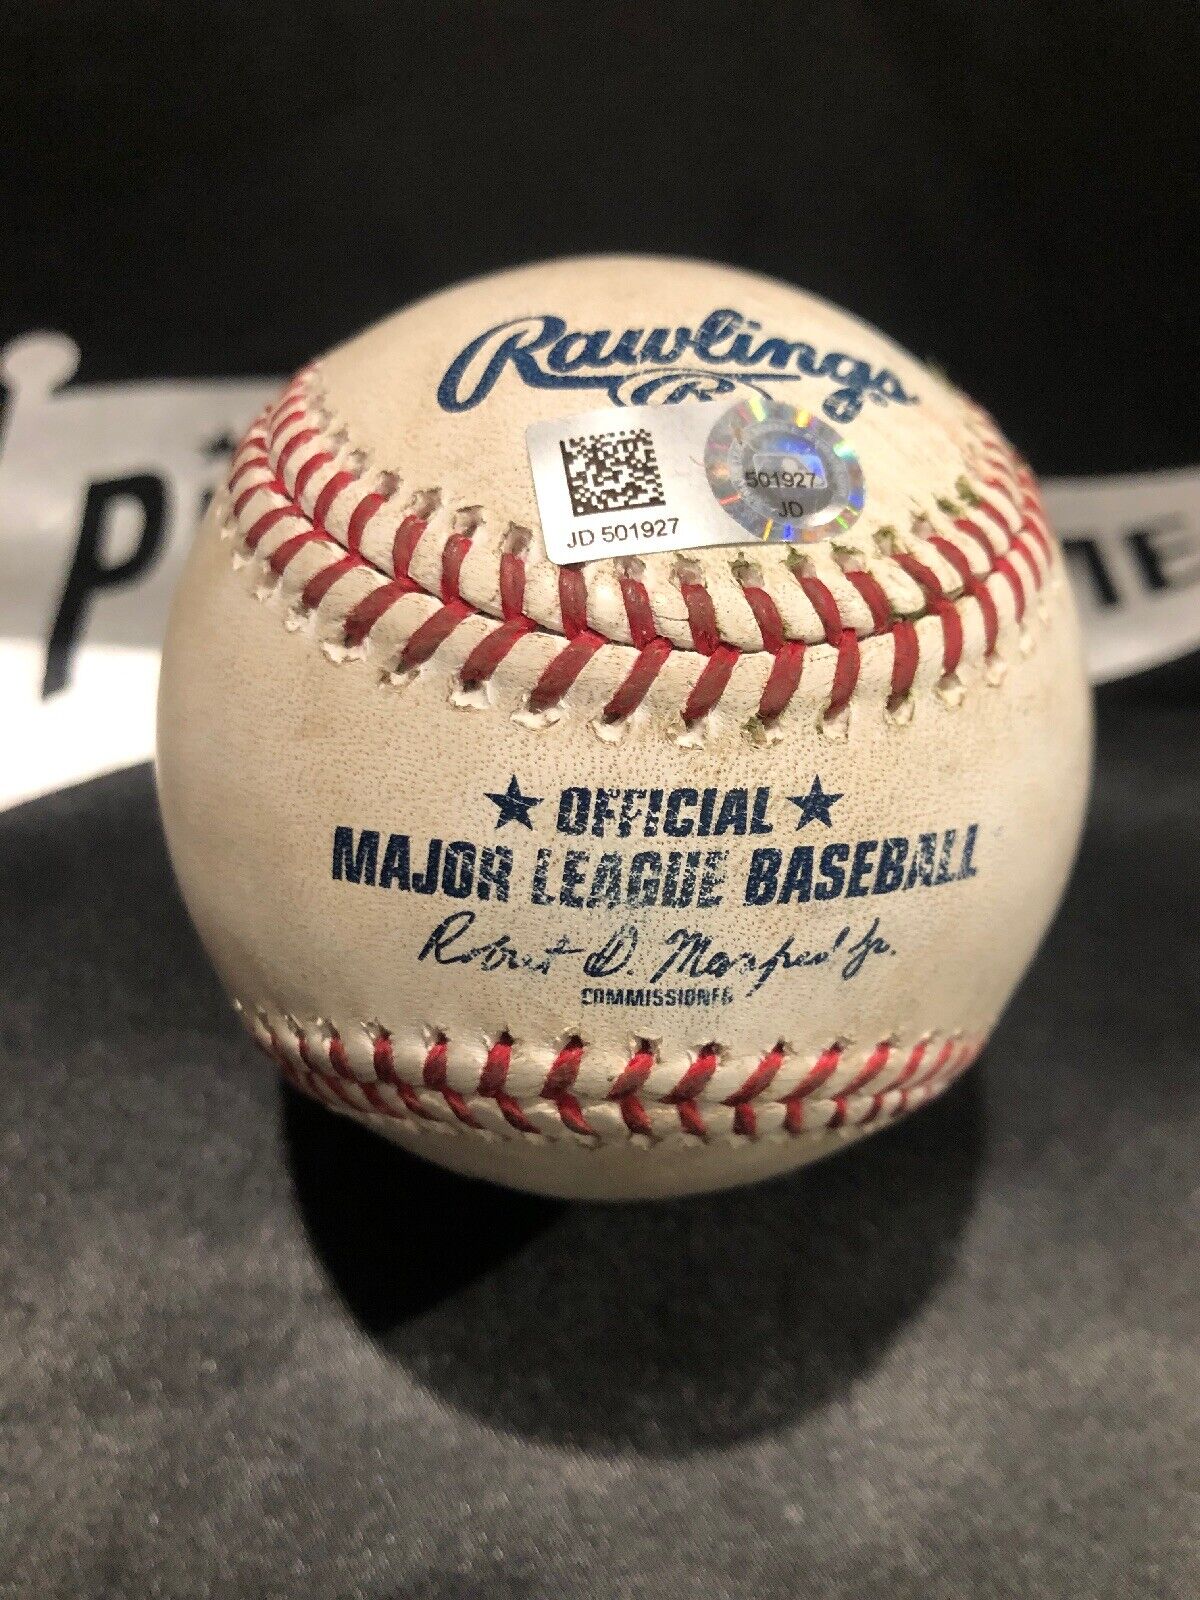 Rawlings
R
JD 501927
501927
JD
OFFICIAL
MAJOR LEAGUE BASEBALL
Robert D. Manfred Jr.
COMMISSIONER